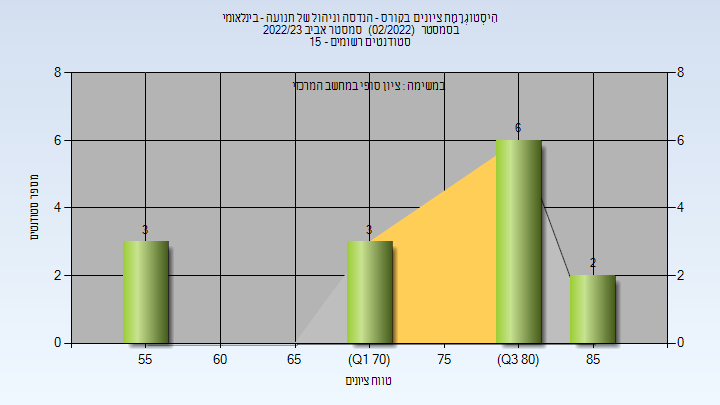 היסטוגרמת ציונים בקורס - הנדסה וניהול של תנועה - בינלאומי
בסמסטר (02/2022) סמסטר אביב 2022/23
סטודנטים רשומים - 15
במשימה : ציון סופי במחשב המרכזי
8 8
6 6
4 4
2 2
0 0
3 3 6 2
מספר סטודנטים
55 60 65 (Q1 70) 75 (Q3 80) 85
טווח ציונים